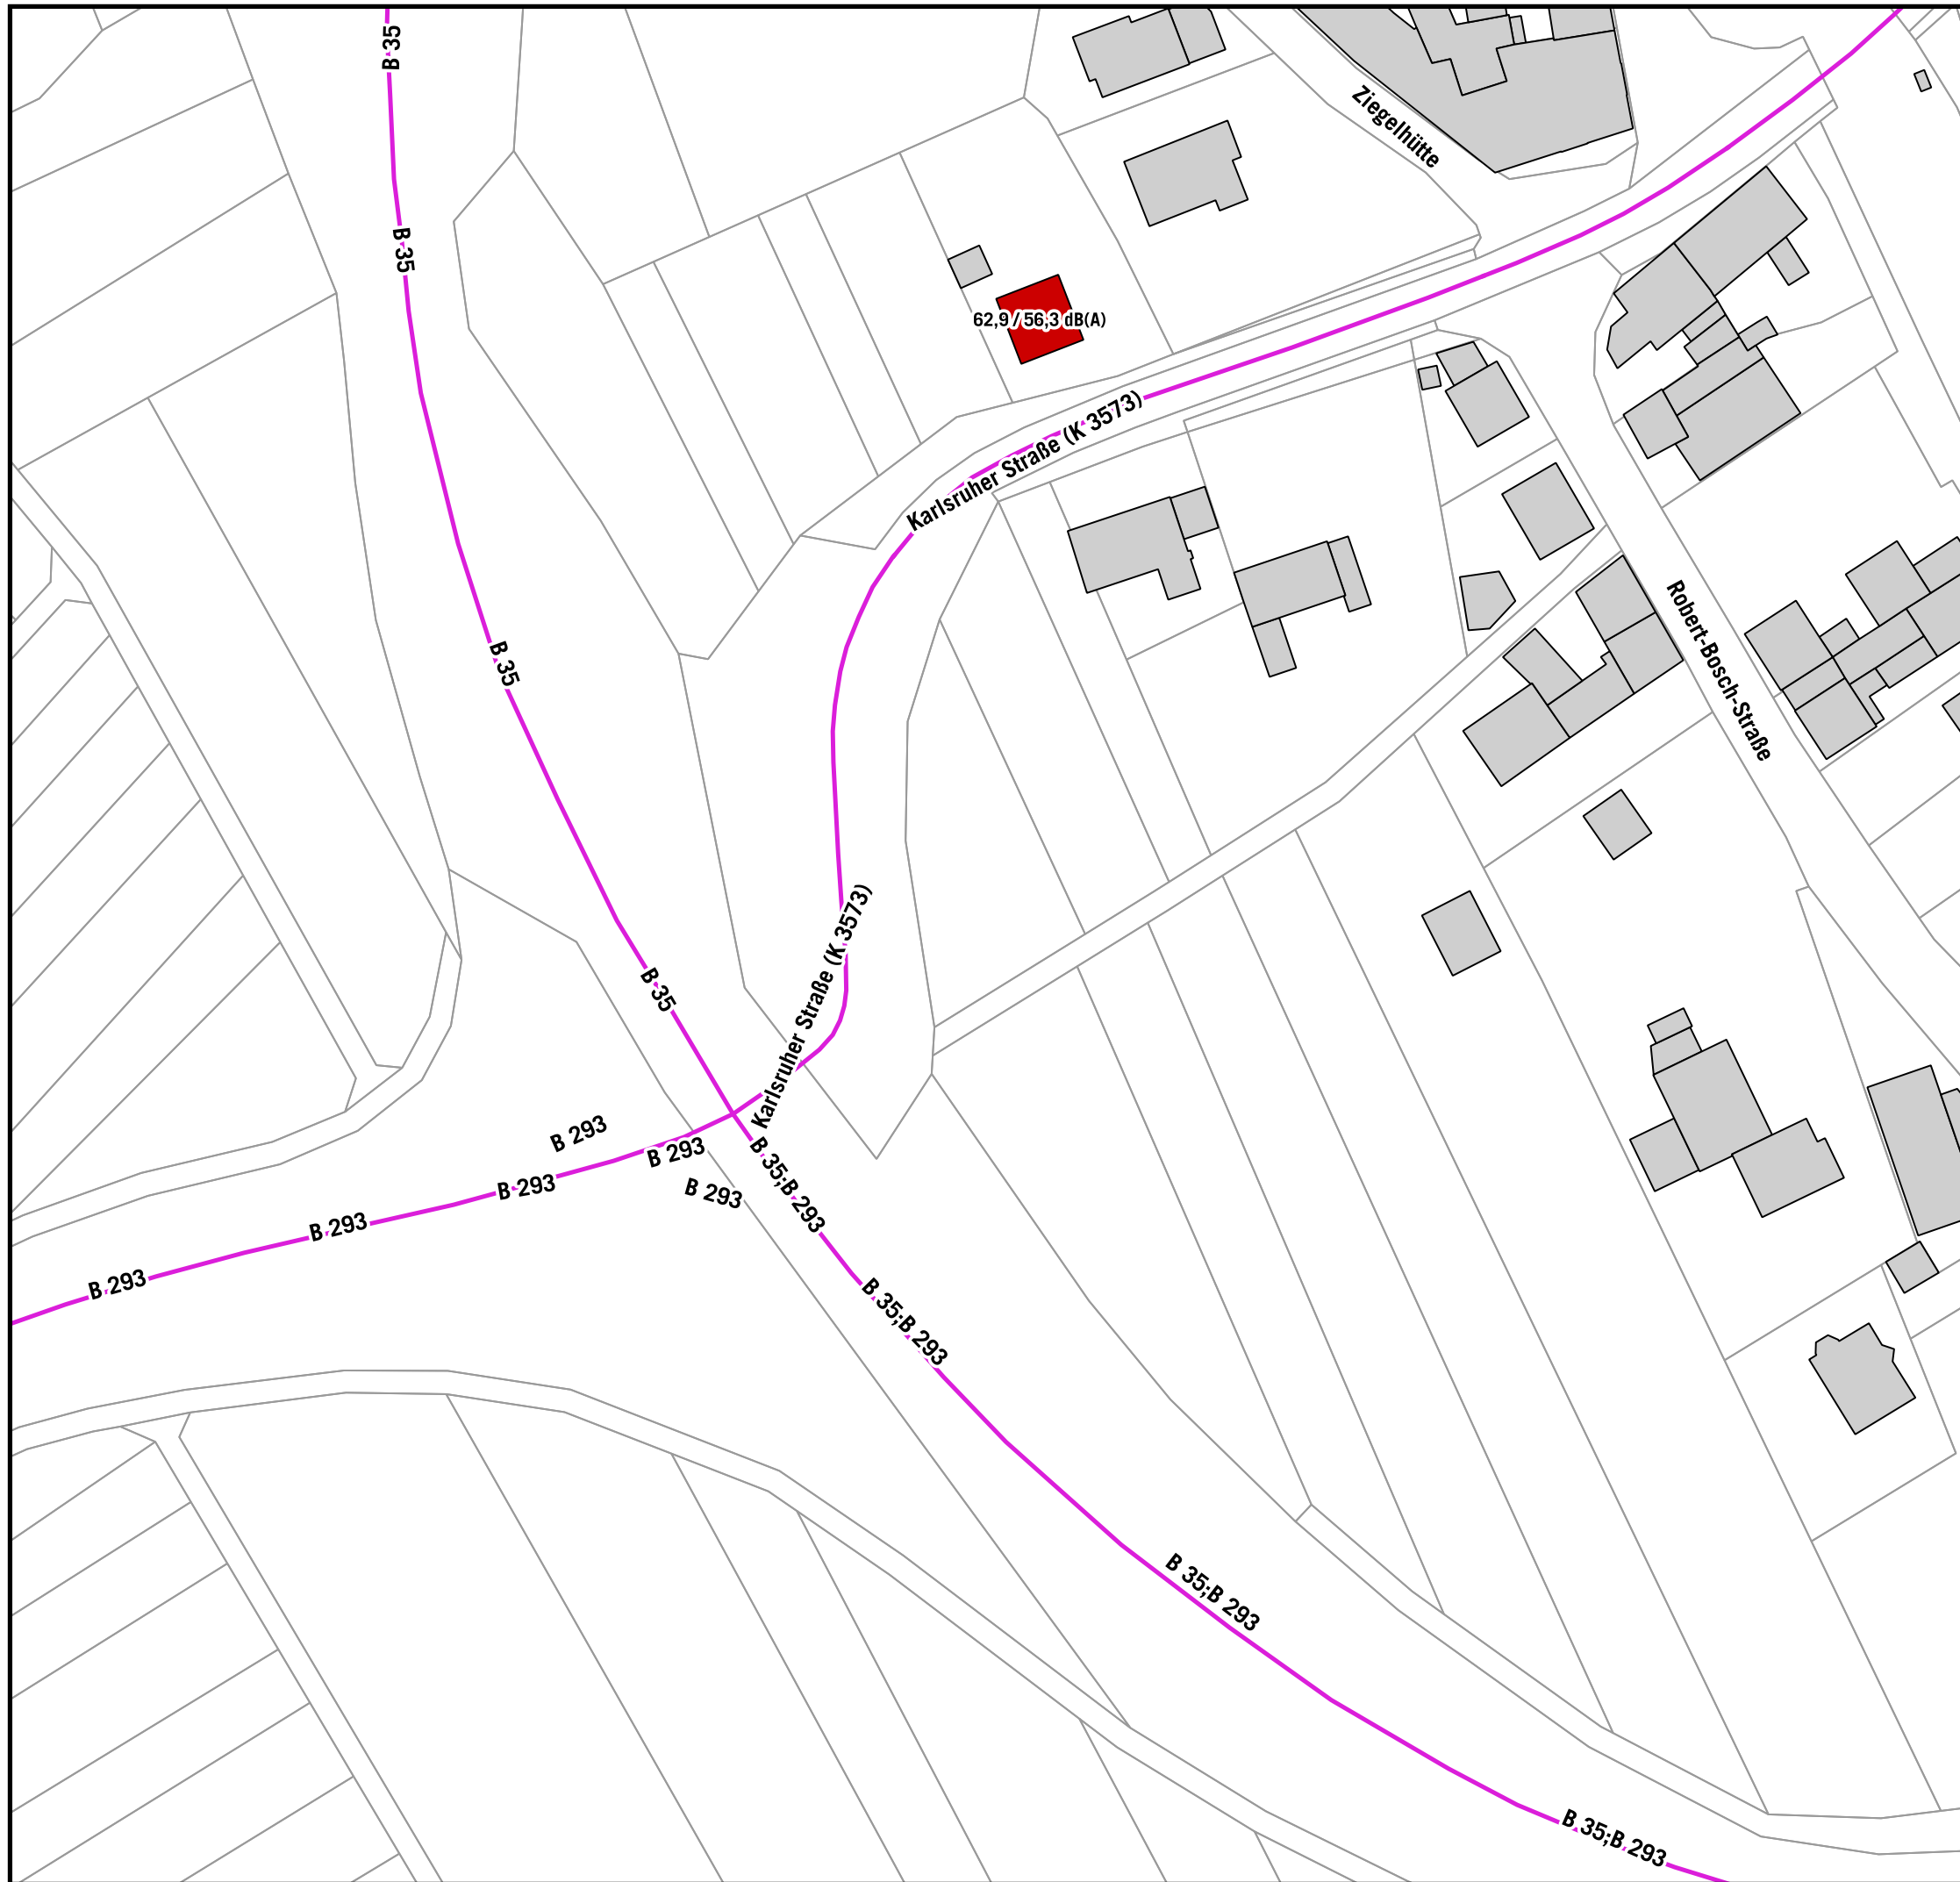 B 35
Ziegelhütte
B 35
62,9 / 56,3 dB(A)
Karlsruher Straße (K 3573)
B 35
Robert-Bosch-Straße
Karlsruher Straße (K 3573)
B 35
B 293
B 293
B 293
B 293
B 35;B 293
B 293
B 293
B 35;B 293
B 35;B 293
B 35;B 293